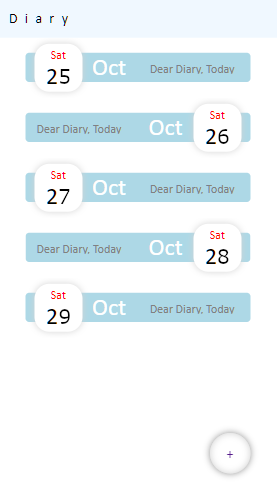 Diary
Sat
25 Oct Dear Diary, Today
Sat
Dear Diary, Today Oct 26
Sat
27 Oct Dear Diary, Today
Sat
Dear Diary, Today Oct 28
Sat
29 Oct Dear Diary, Today
+